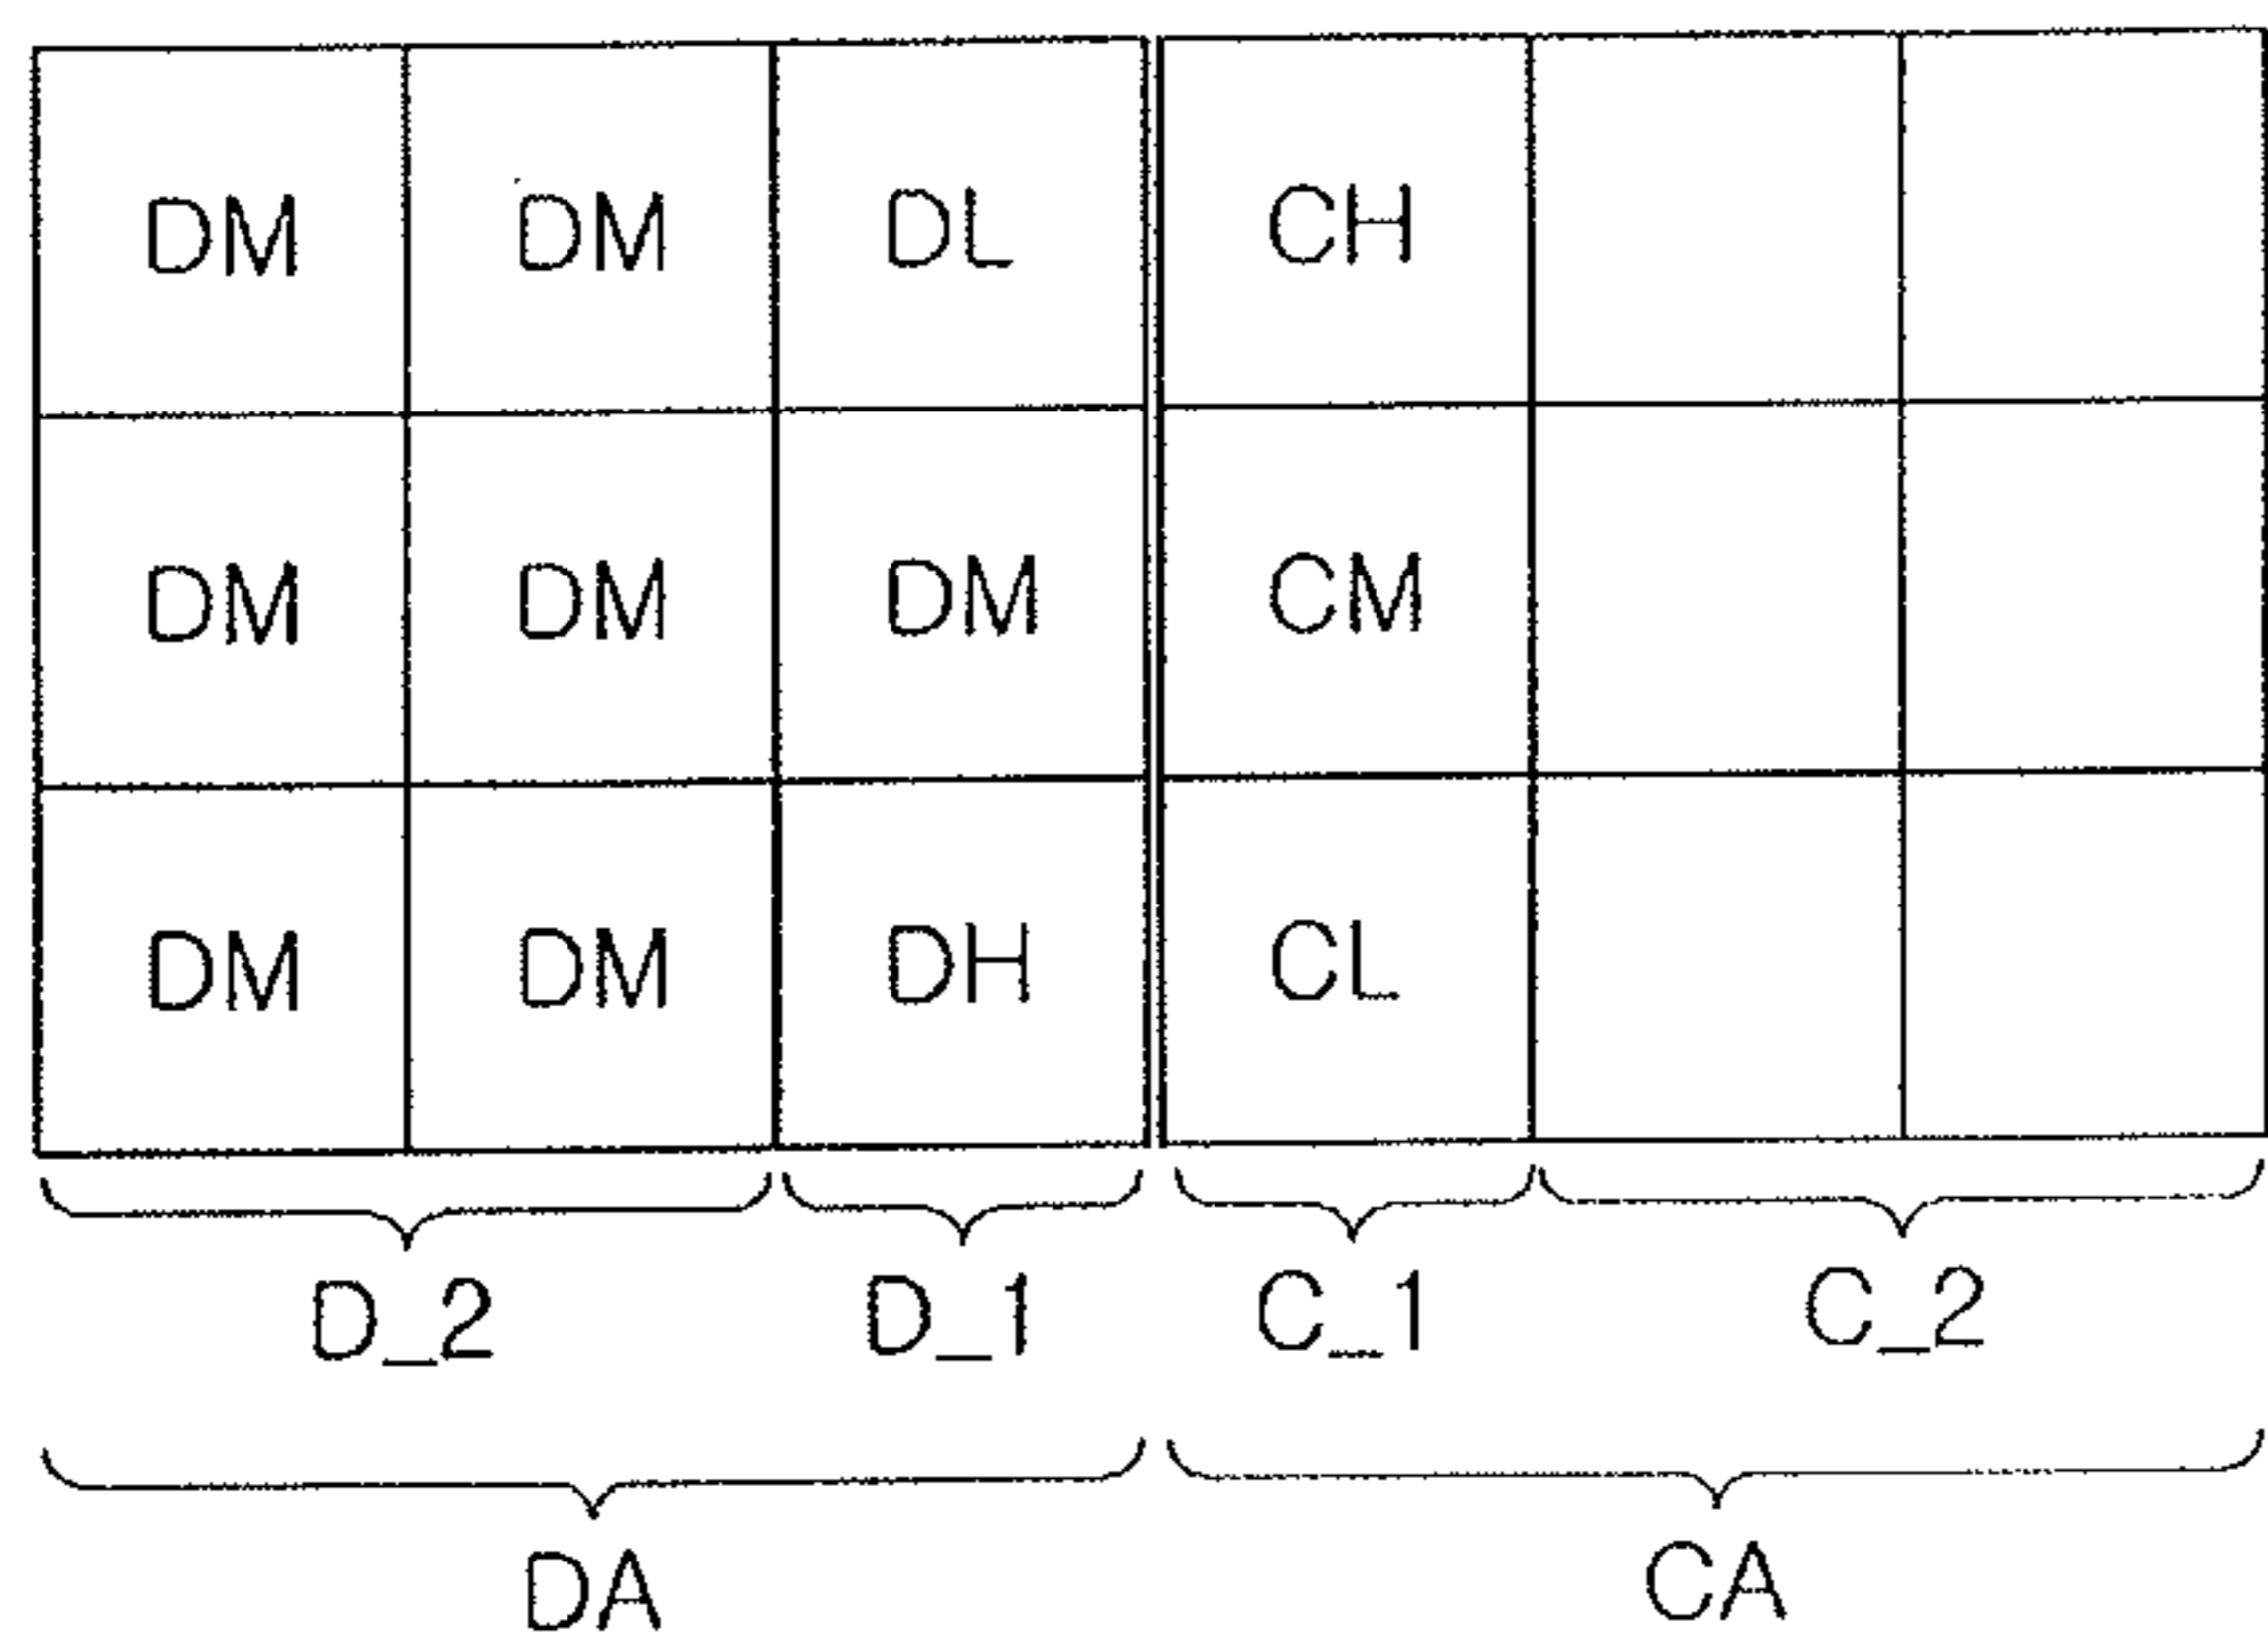 DM DM DL CH
DM DM DM CM
DM DM DH CL
D_2 D_1 C_1 C_2
DA CA